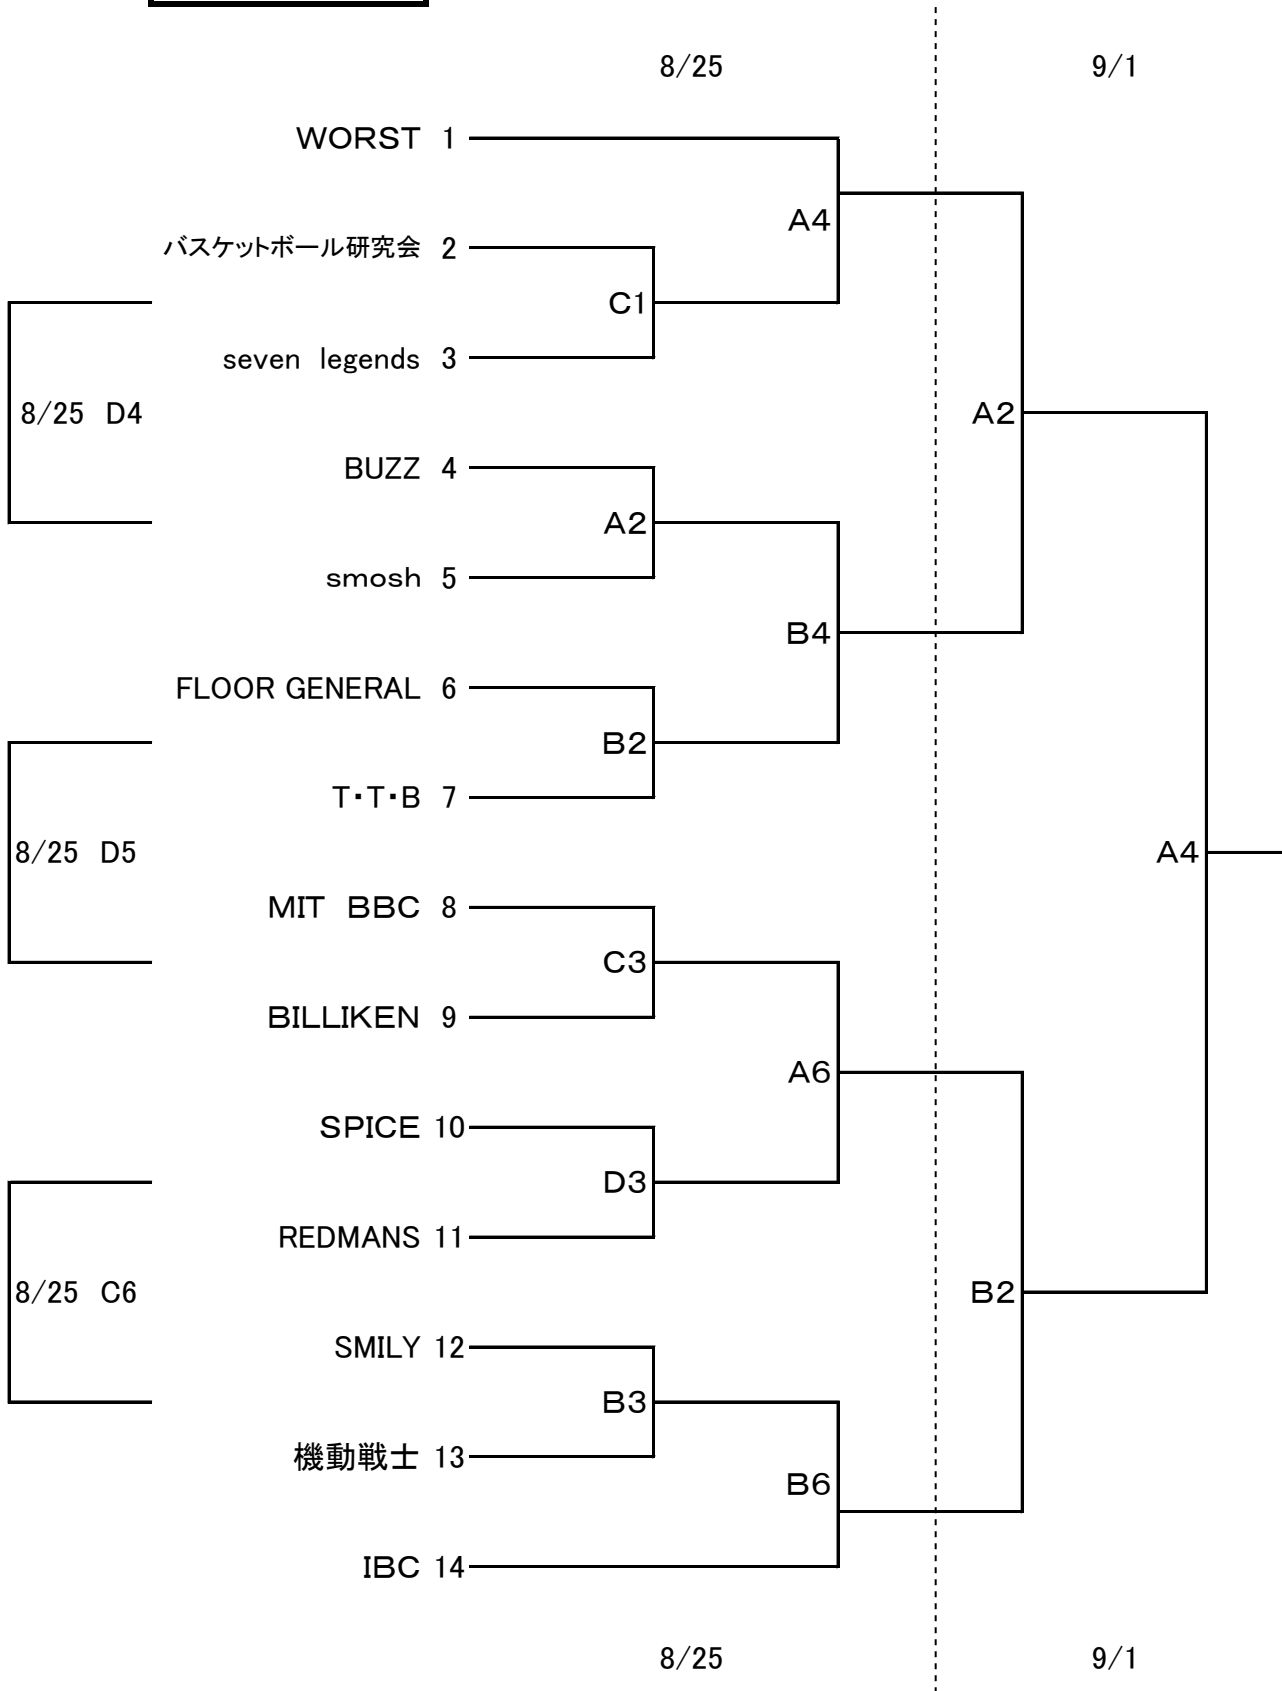 8/25 9/1
WORST 1
A4
バスケットボール研究会 2
C1
seven legends 3
8/25 D4
A2
BUZZ 4
A2
smosh 5
B4
FLOOR GENERAL 6
B2
T・T・B 7
8/25 D5
A4
MIT BBC 8
C3
BILLIKEN 9
A6
SPICE 10
D3
REDMANS 11
8/25 C6
B2
SMILY 12
B3
機動戦士 13
B6
IBC 14
8/25 9/1